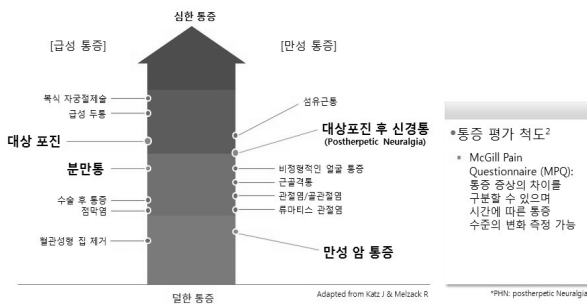 심한 통증
[급성 통증]
[만성 통증]
복식 자궁절제술
급성 두통
대상 포진
분만통
수술 후 통증
점막염
혈관성형 집 제거
섬유근통
대상포진 후 신경통
(Postherpetic Neuralgia)
비정형적인 얼굴 통증
근골격통
관절염/골관절염
류마티스 관절염
만성 암 통증
덜한 통증
Adapted from Katz J & Melzack R
•통증 평가 척도2
▪ McGill Pain
Questionnaire (MPQ):
통증 증상의 차이를
구분할 수 있으며
시간에 따른 통증
수준의 변화 측정 가능
*PHN: postherpetic Neuralgia